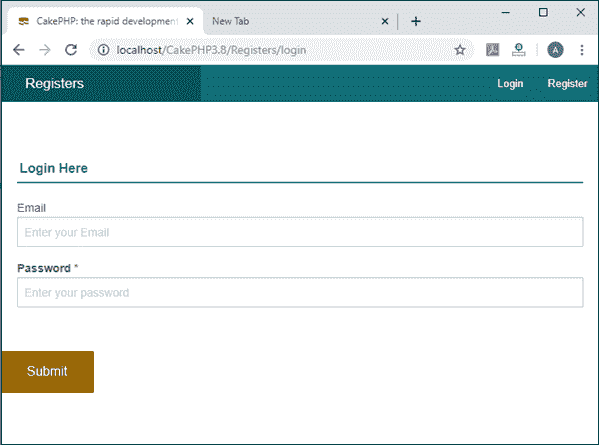 CakePHP: the rapid development
New Tab
localhost/CakePHP3.8/Registers/login
A
Registers
Login
Register
Login Here
Email
Enter your Email
Password *
Enter your password
Submit